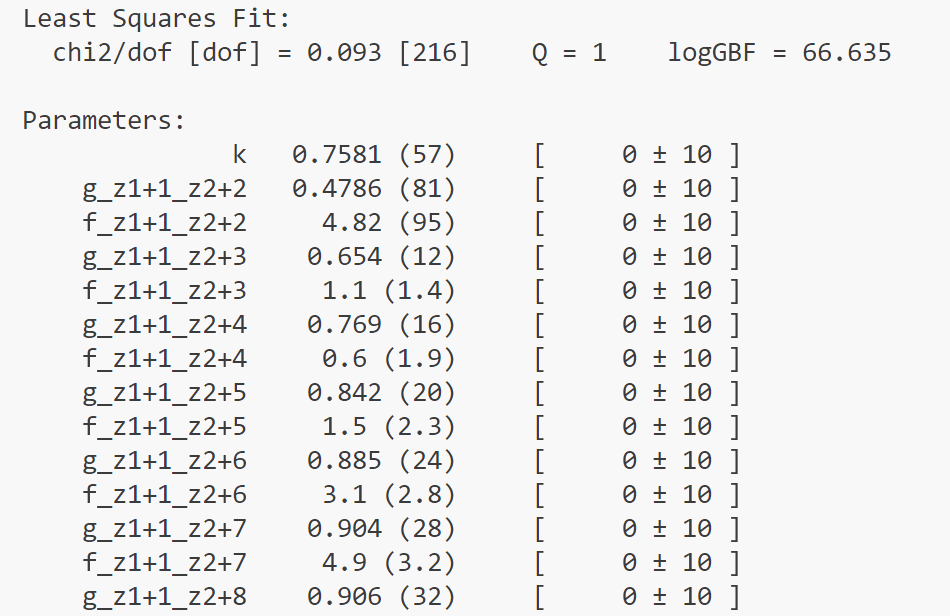 Least Squares Fit:
chi2/dof [dof] = 0.093 [216] Q = 1 logGBF = 66.635
Parameters:
k 0.7581 (57) [ 0 ± 10 ]
g_z1+1_z2+2 0.4786 (81) [ 0 ± 10 ]
f_z1+1_z2+2 4.82 (95) [ 0 ± 10 ]
g_z1+1_z2+3 0.654 (12) [ 0 ± 10 ]
f_z1+1_z2+3 1.1 (1.4) [ 0 ± 10 ]
g_z1+1_z2+4 0.769 (16) [ 0 ± 10 ]
f_z1+1_z2+4 0.6 (1.9) [ 0 ± 10 ]
g_z1+1_z2+5 0.842 (20) [ 0 ± 10 ]
f_z1+1_z2+5 1.5 (2.3) [ 0 ± 10 ]
g_z1+1_z2+6 0.885 (24) [ 0 ± 10 ]
f_z1+1_z2+6 3.1 (2.8) [ 0 ± 10 ]
g_z1+1_z2+7 0.904 (28) [ 0 ± 10 ]
f_z1+1_z2+7 4.9 (3.2) [ 0 ± 10 ]
g_z1+1_z2+8 0.906 (32) [ 0 ± 10 ]